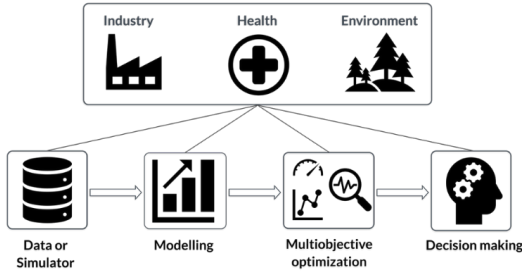 Industry
Health
Environment
Data or
Simulator
Modelling
Multiobjective
optimization
Decision making